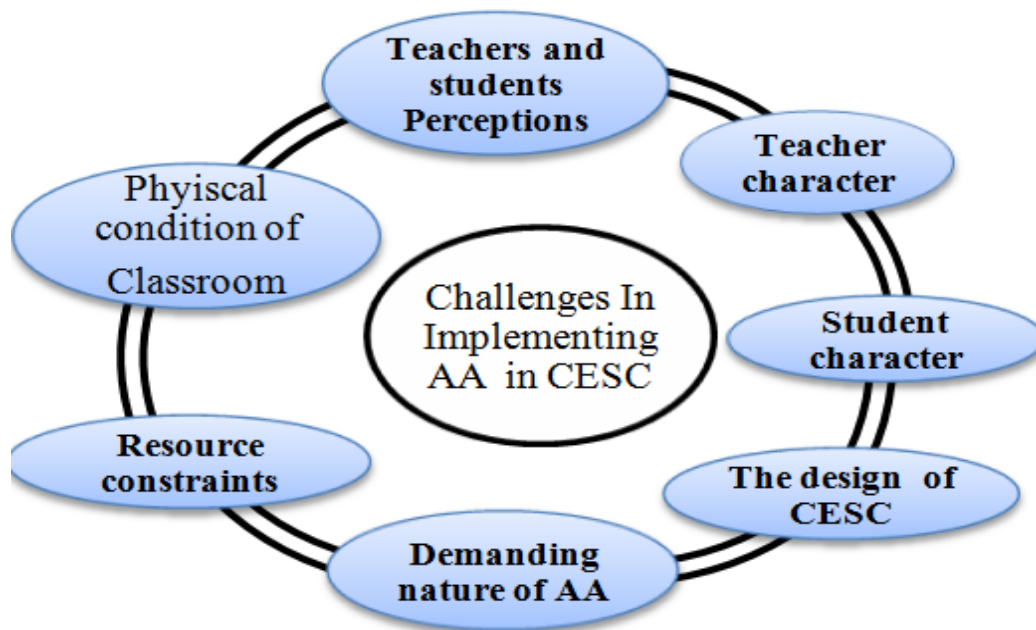 Teachers and
students
Perceptions
Teacher
character
Student
character
The design of
CESC
Demanding
nature of AA
Resource
constraints
Phyiscal
condition of
Classroom
Challenges In
Implementing
AA in CESC